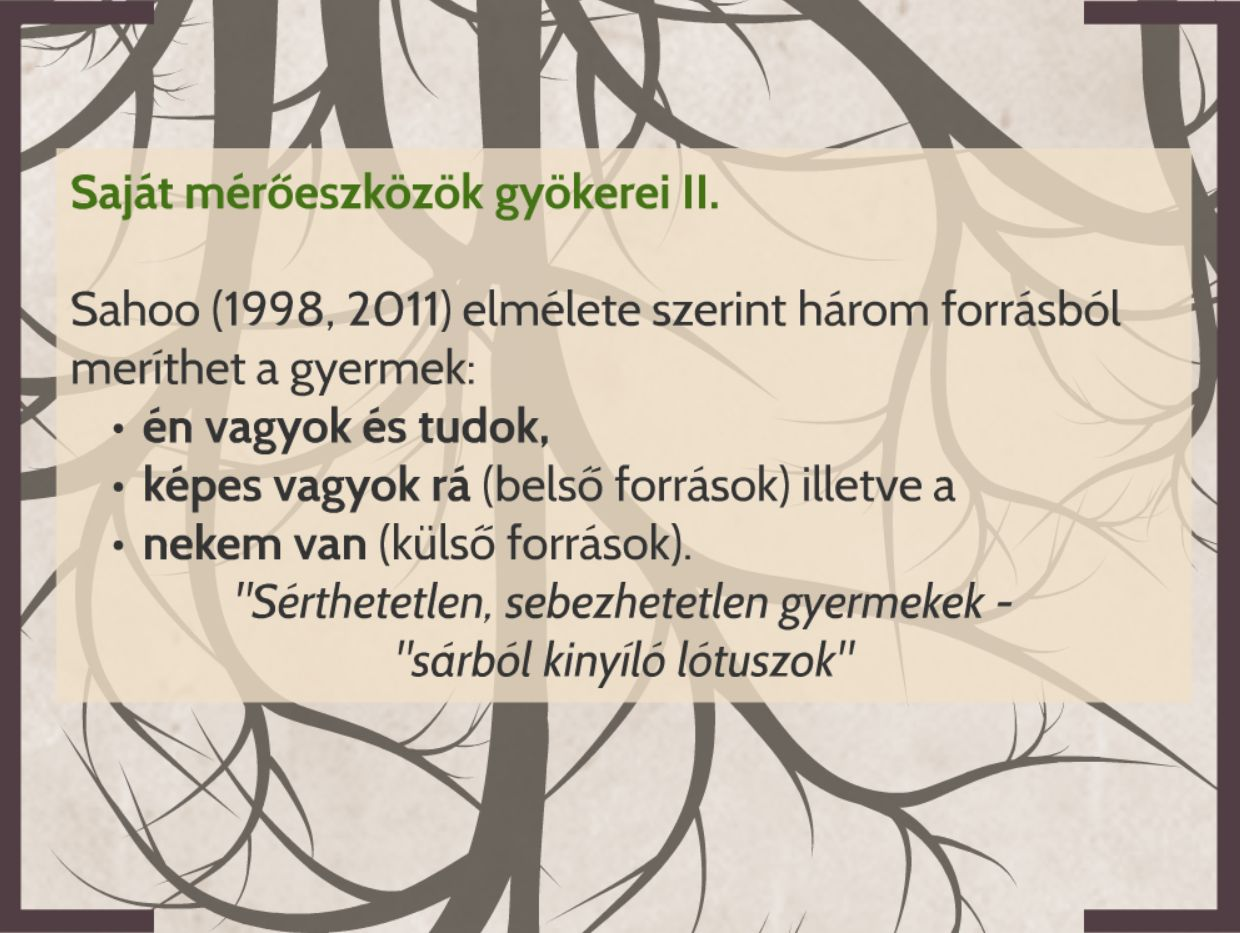 Saját mérőeszközök gyökerei II.
Sahoo (1998, 2011) elmélete szerint három forrásból
meríthet a gyermek:
• én vagyok és tudok,
• képes vagyok rá (belső források) illetve a
• nekem van (külső források).
"Sérthetetlen, sebezhetetlen gyermekek -
"sárból kinyíló lótuszok"